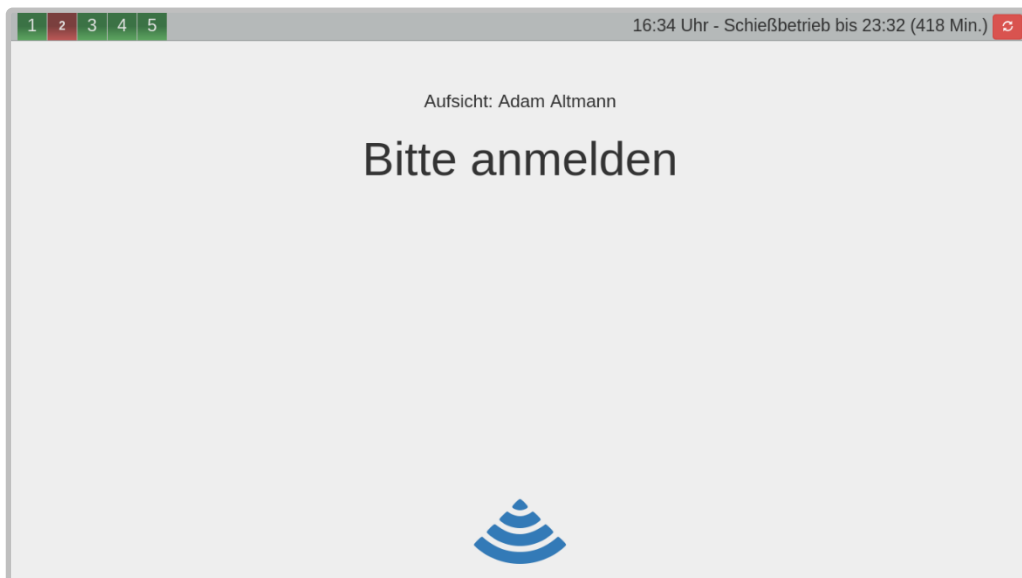 1 2 3 4 5 16:34 Uhr - Schießbetrieb bis 23:32 (418 Min.)
Aufsicht: Adam Altmann
Bitte anmelden